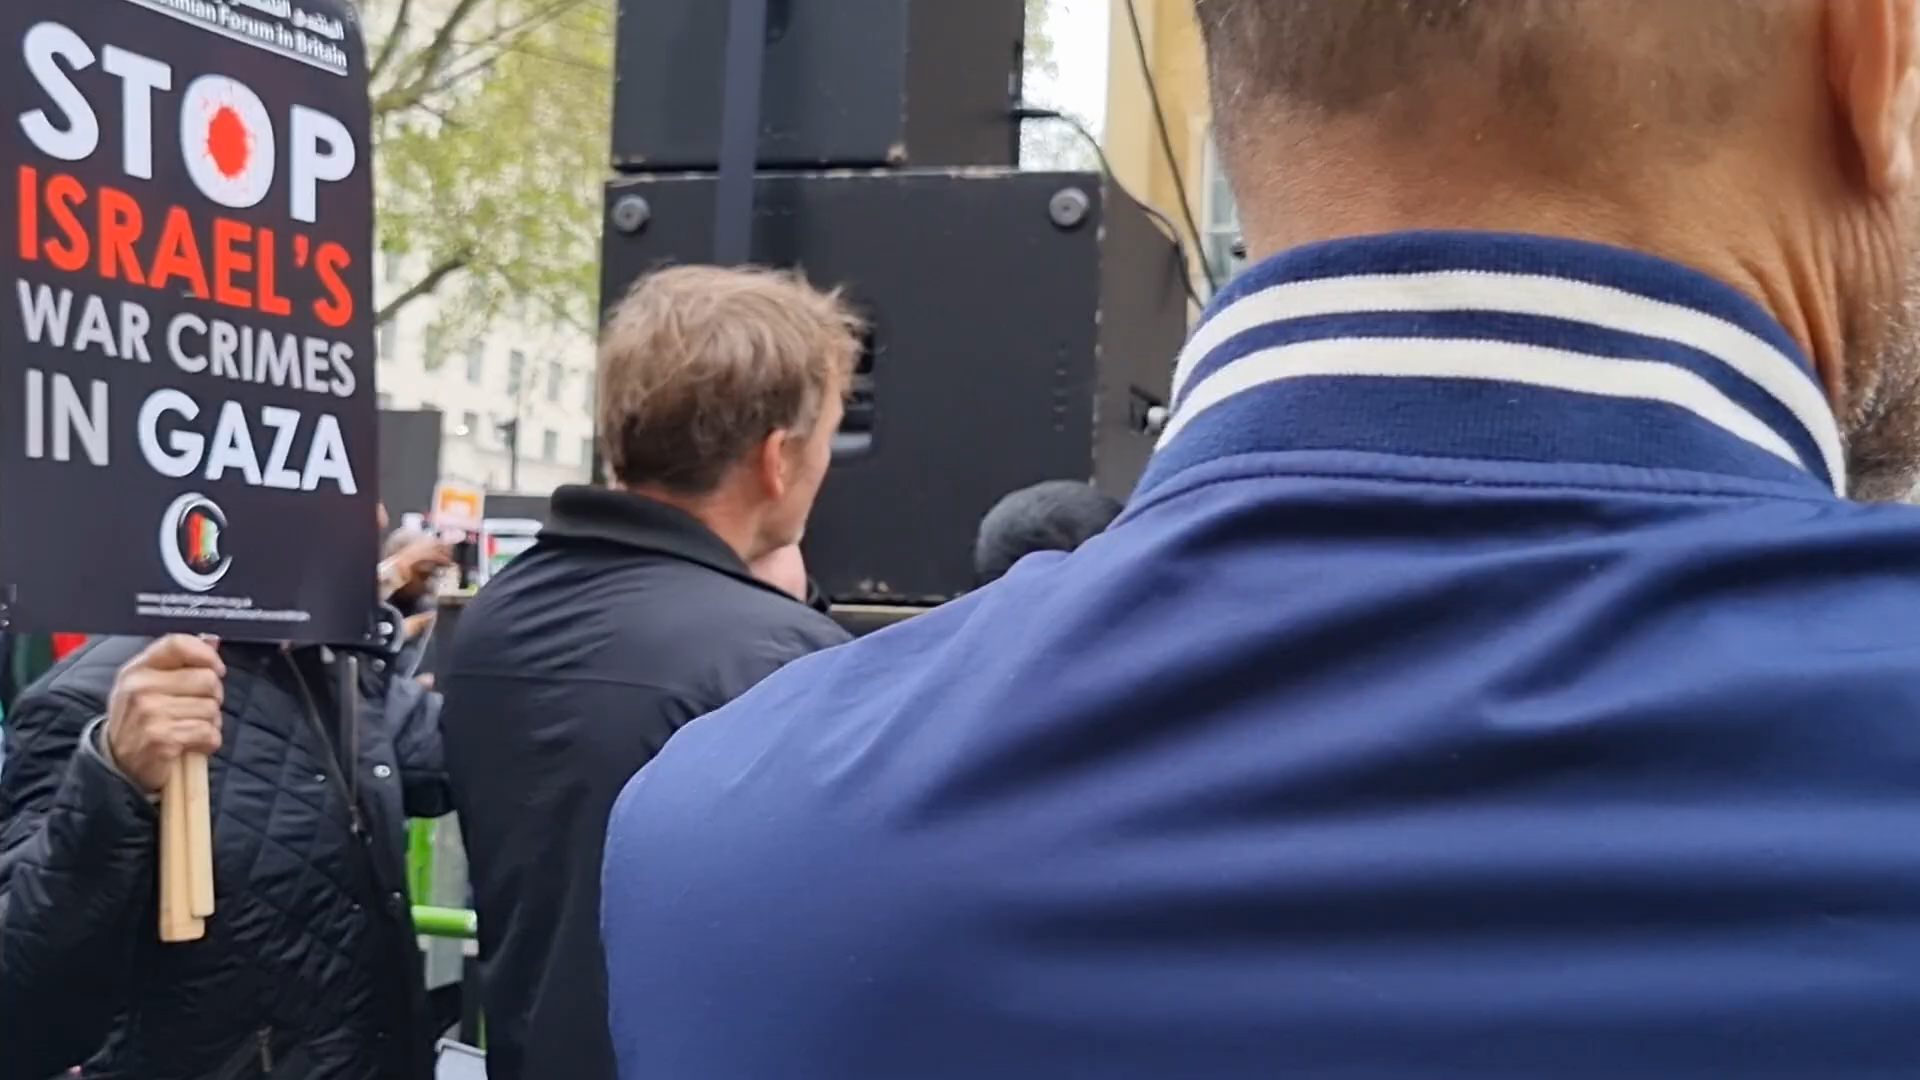 Forum in Britain
STOP
ISRAEL'S
WAR CRIMES
IN GAZA